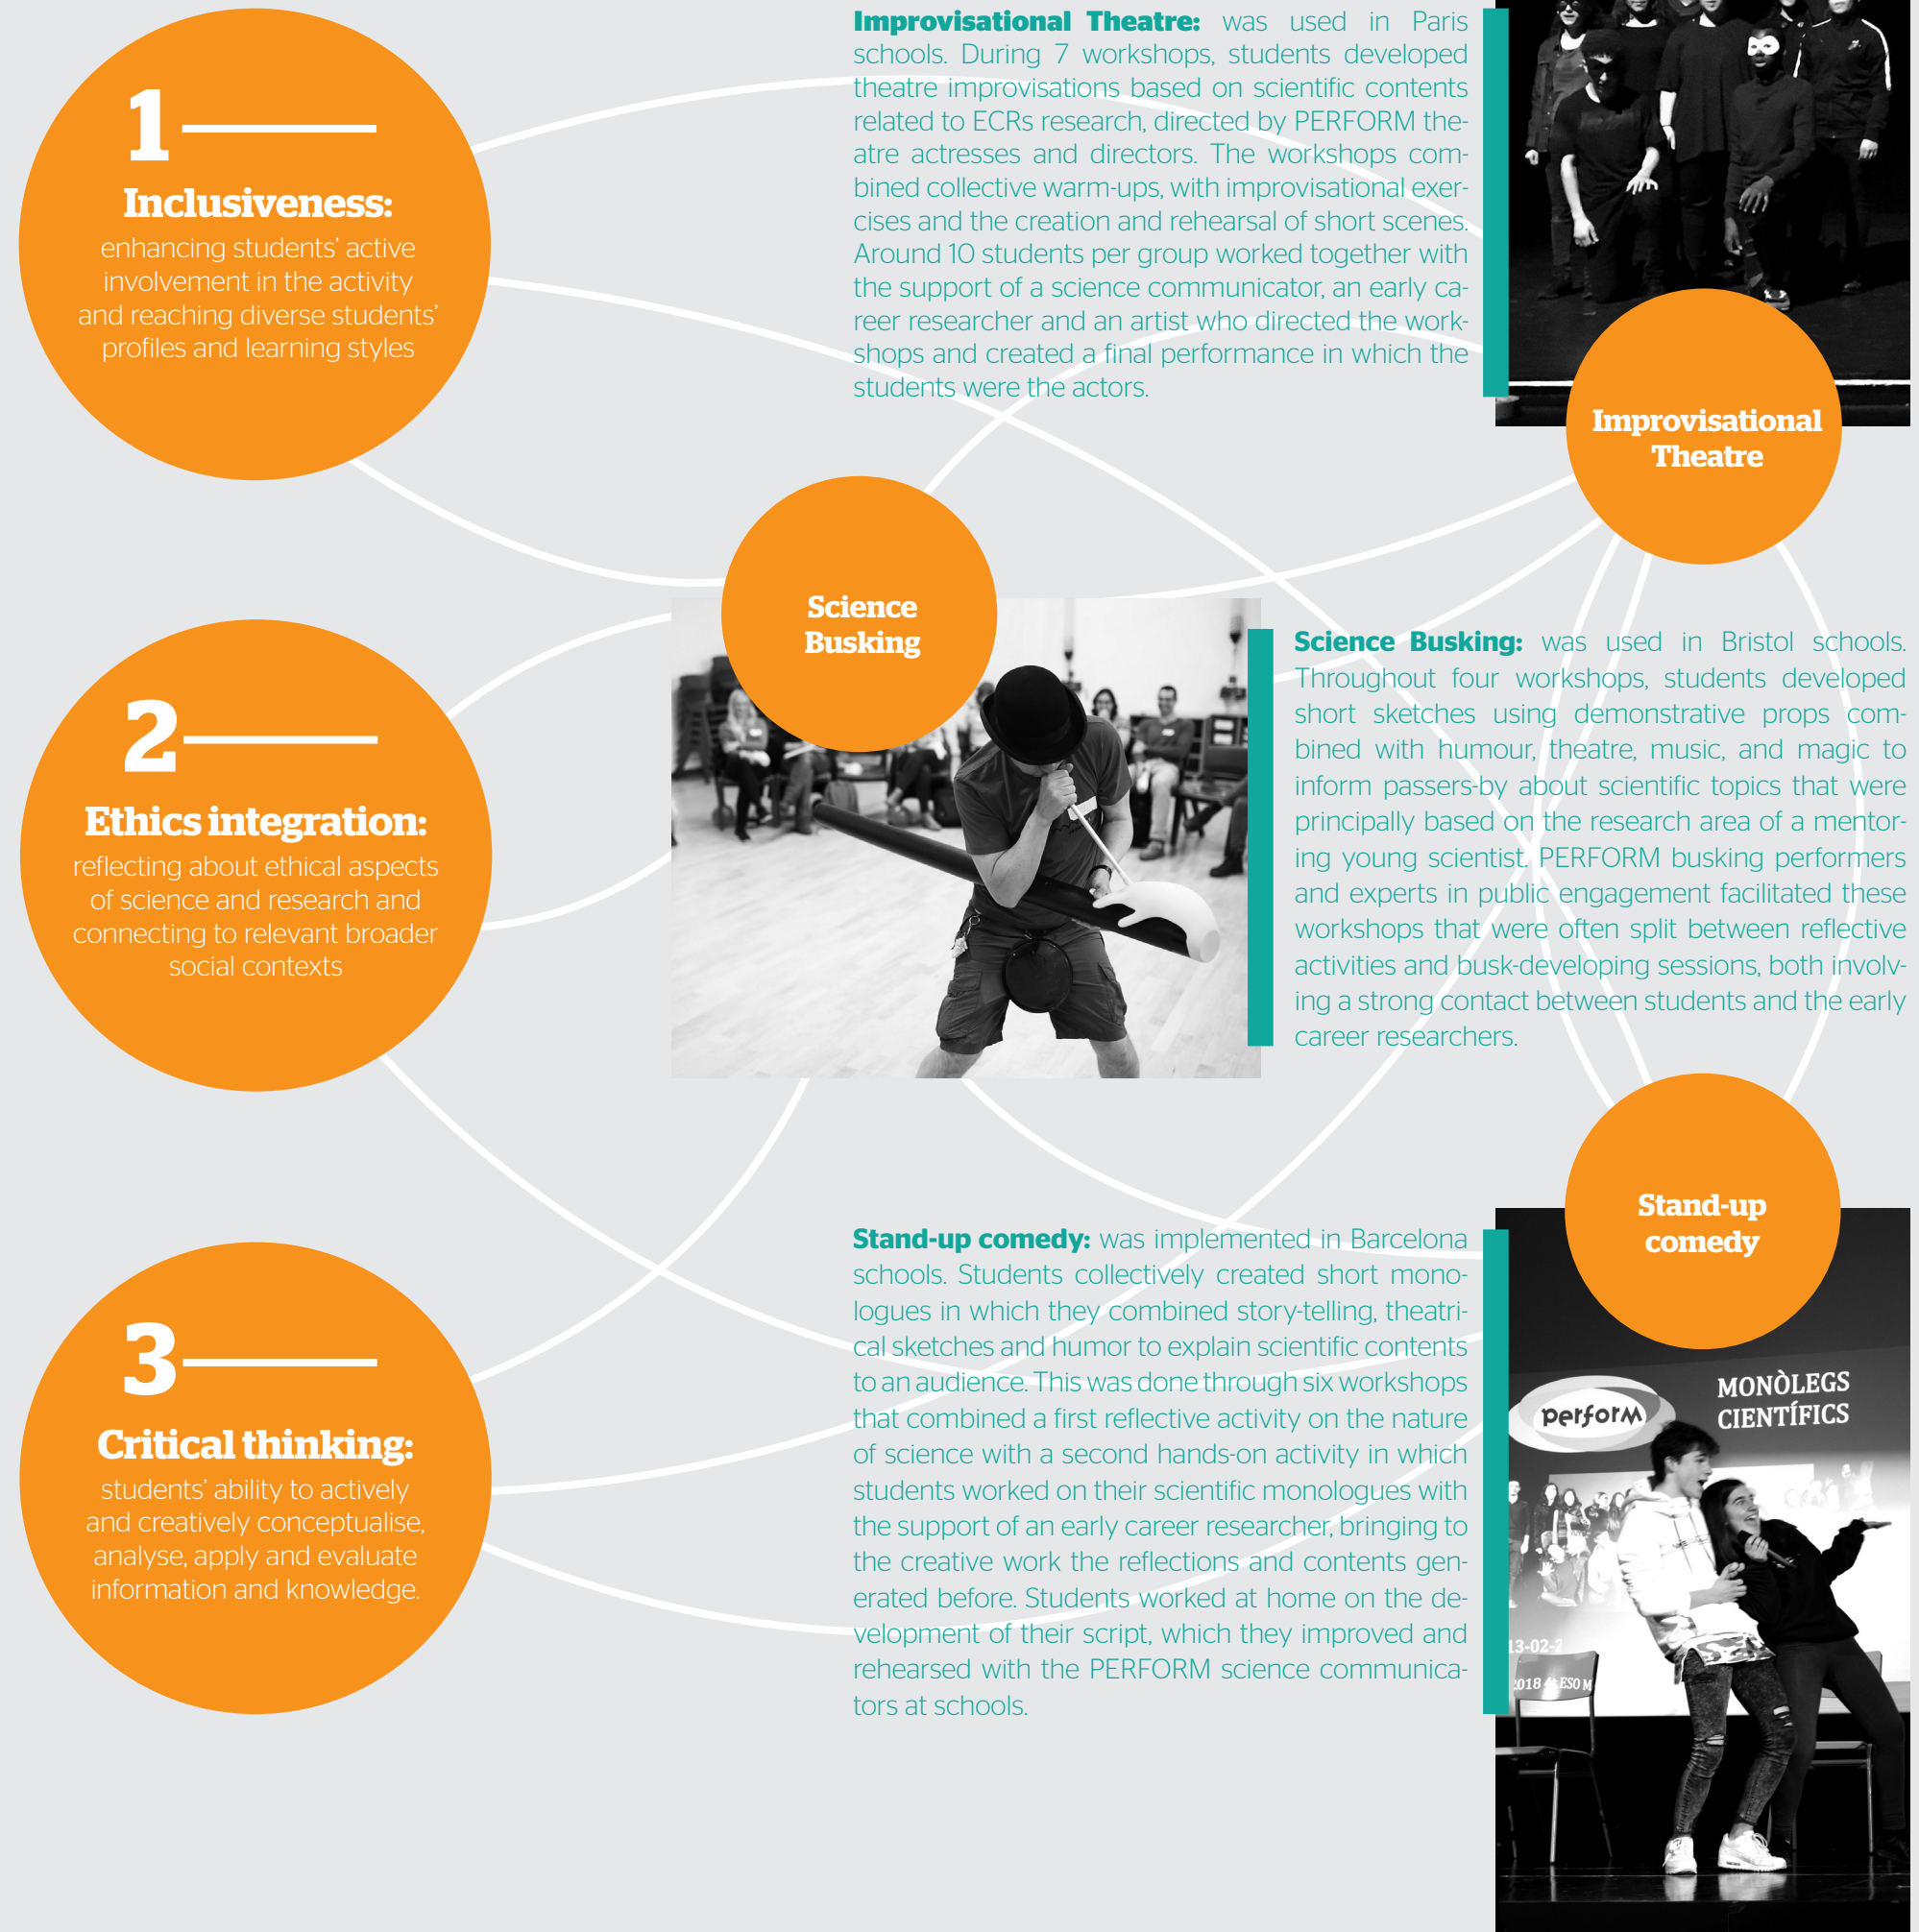 1
Inclusiveness:
enhancing students’ active
involvement in the activity
and reaching diverse students’
profiles and learning styles
Improvisational Theatre: was used in Paris
schools. During 7 workshops, students developed
theatre improvisations based on scientific contents
related to ECRs research, directed by PERFORM the-
atre actresses and directors. The workshops com-
bined collective warm-ups, with improvisational exer-
cises and the creation and rehearsal of short scenes.
Around 10 students per group worked together with
the support of a science communicator, an early ca-
reer researcher and an artist who directed the work-
shops and created a final performance in which the
students were the actors.
Improvisational
Theatre
Science
Busking
Science Busking: was used in Bristol schools.
Throughout four workshops, students developed
short sketches using demonstrative props com-
bined with humour, theatre, music, and magic to
inform passers-by about scientific topics that were
principally based on the research area of a mentor-
ing young scientist. PERFORM busking performers
and experts in public engagement facilitated these
workshops that were often split between reflective
activities and busk-developing sessions, both involv-
ing a strong contact between students and the early
career researchers.
2
Ethics integration:
reflecting about ethical aspects
of science and research and
connecting to relevant broader
social contexts
3
Critical thinking:
students’ ability to actively
and creatively conceptualise,
analyse, apply and evaluate
information and knowledge.
Stand-up comedy: was implemented in Barcelona
schools. Students collectively created short mono-
logues in which they combined story-telling, theatri-
cal sketches and humor to explain scientific contents
to an audience. This was done through six workshops
that combined a first reflective activity on the nature
of science with a second hands-on activity in which
students worked on their scientific monologues with
the support of an early career researcher, bringing to
the creative work the reflections and contents gen-
erated before. Students worked at home on the de-
velopment of their script, which they improved and
rehearsed with the PERFORM science communica-
tors at schools.
Stand-up
comedy
perforM
MONÒLEGS
CIENTÍFICS
13-02-2
2018 4t ESO M